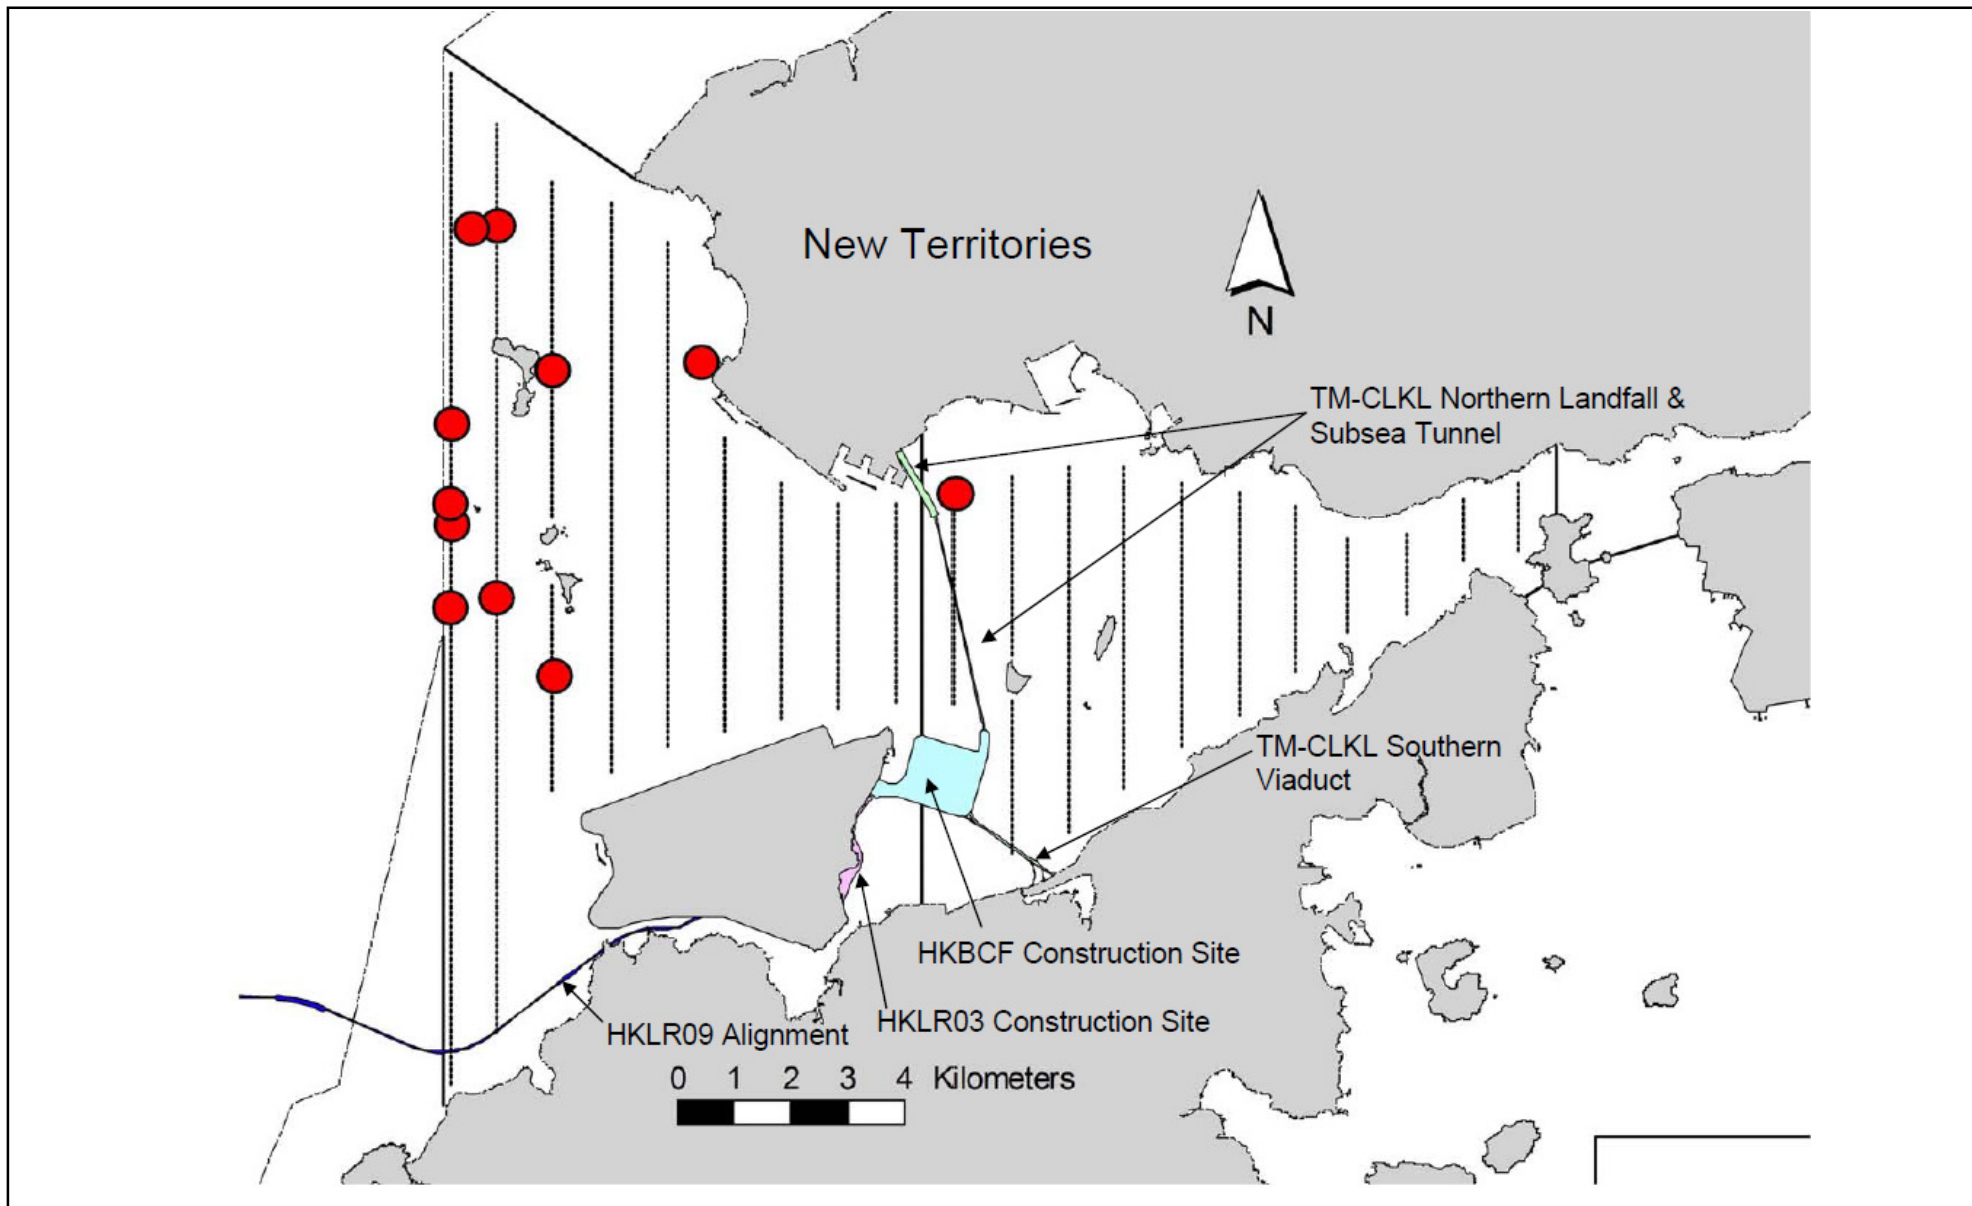 New Territories
N
TM-CLKL Northern Landfall &
Subsea Tunnel
TM-CLKL Southern
Viaduct
HKBCF Construction Site
HKLR03 Construction Site
HKLR09 Alignment
0 1 2 3 4 Kilometers